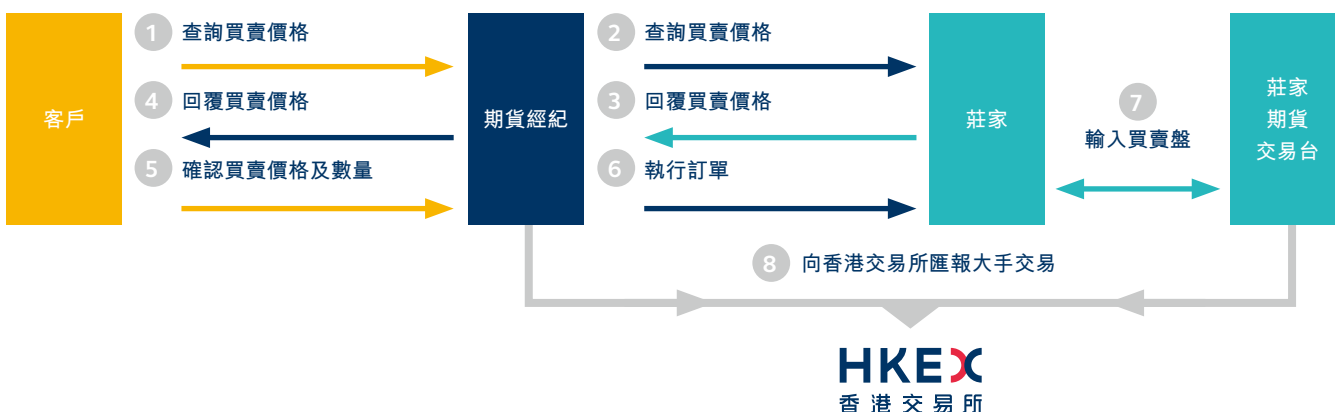 1 查詢買賣價格
2 查詢買賣價格
4 回覆買賣價格
3 回覆買賣價格
7
客戶
期貨經紀
莊家
莊家
期貨
交易台
輸入買賣盤
5 確認買賣價格及數量
6 執行訂單
8 向香港交易所匯報大手交易
HKEX
香港交易所